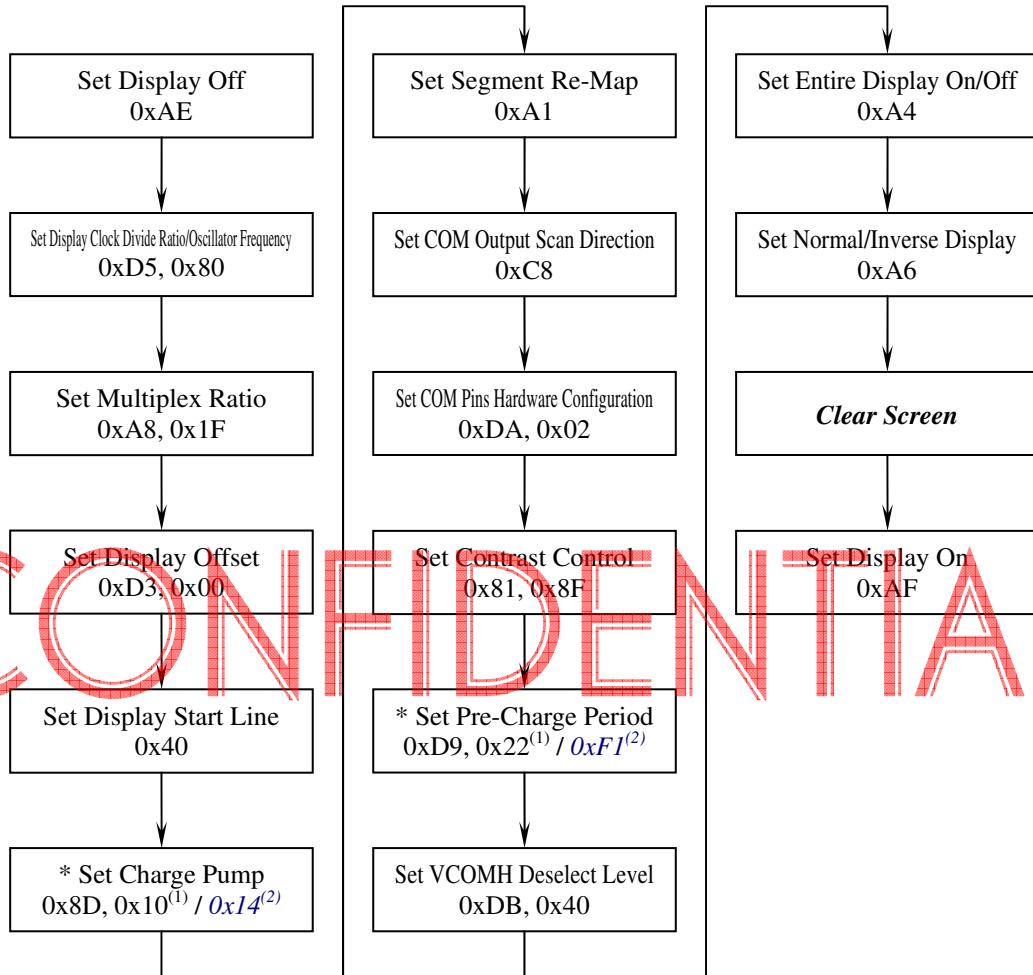 Set Display Off
0xAE
Set Display Clock Divide Ratio/Oscillator Frequency
0xD5, 0x80
Set Multiplex Ratio
0xA8, 0x1F
Set Display Offset
0xD3, 0x00
Set Display Start Line
0x40
* Set Charge Pump
0x8D, 0x10(1) / 0x14(2)
Set Segment Re-Map
0xA1
Set COM Output Scan Direction
0xC8
Set COM Pins Hardware Configuration
0xDA, 0x02
Set Contrast Control
0x81, 0x8F
* Set Pre-Charge Period
0xD9, 0x22(1) / 0xF1(2)
Set VCOMH Deselect Level
0xDB, 0x40
Set Entire Display On/Off
0xA4
Set Normal/Inverse Display
0xA6
Clear Screen
Set Display On
0xAF
CONFIDENTIA